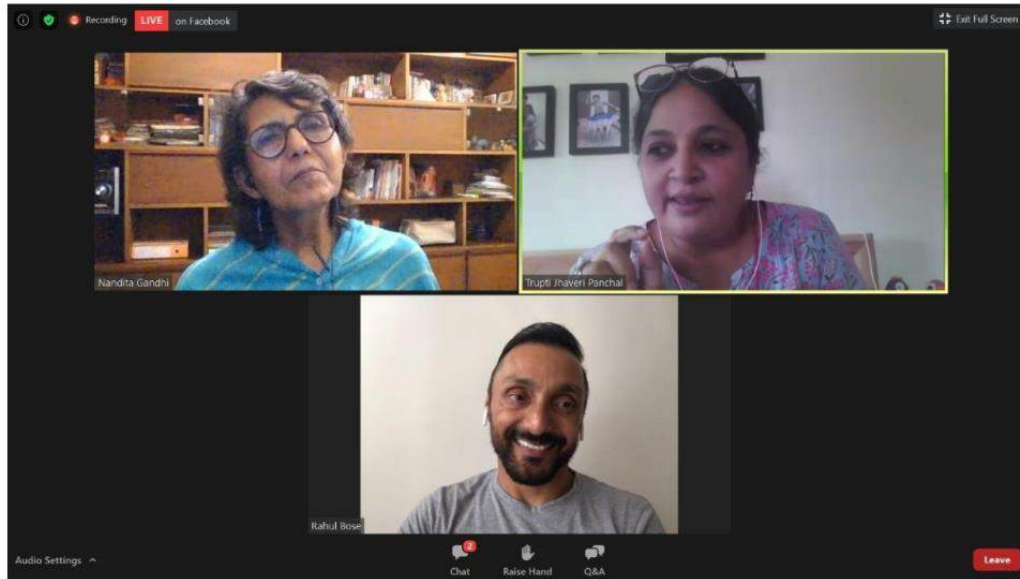 Recording LIVE on Facebook
Exit Full Screen
Nandita Gandhi
Trupti Jhaveri Panchal
Rahul Bose
Audio Settings
2
Chat Raise Hand Q&A
Leave